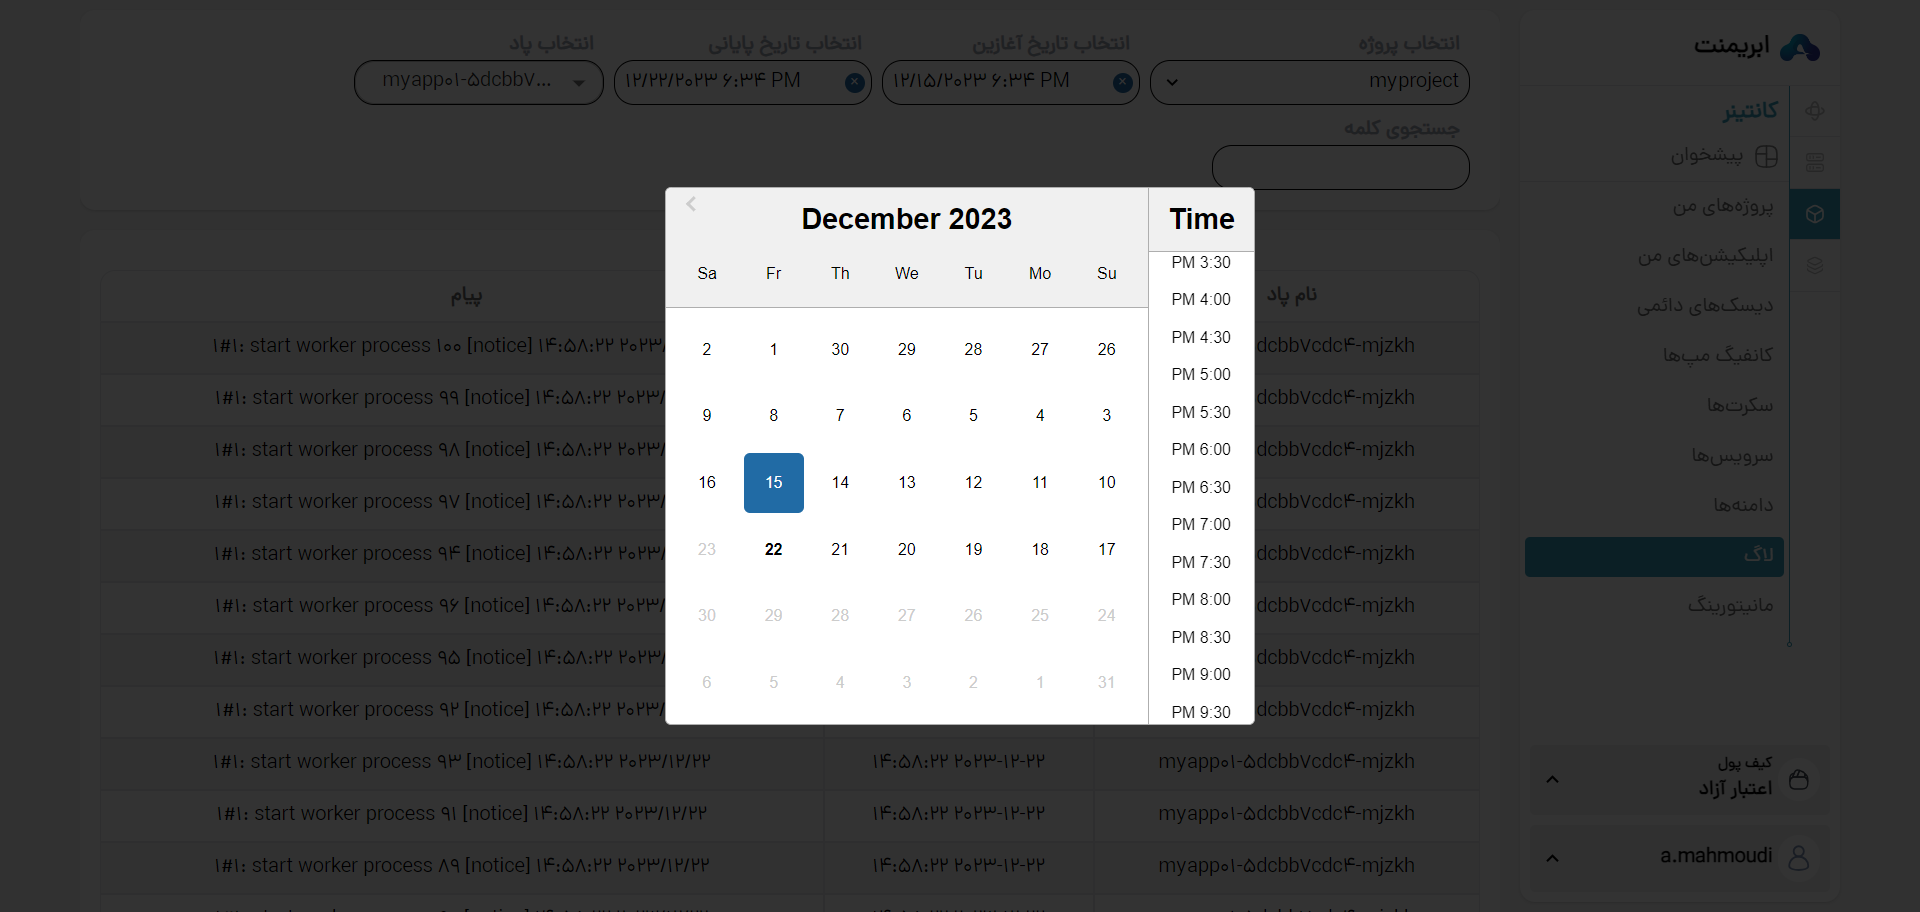 ابریمنت
کانتینر
پیشخوان
پروژه‌های من
اپلیکیشن‌های من
دیسک‌های دائمی
کانفیگ مپ‌ها
سکرت‌ها
سرویس‌ها
دامنه‌ها
لاگ
مانیتورینگ
کیف پول
اعتبار آزاد
a.mahmoudi
انتخاب پروژه
myproject
انتخاب تاریخ آغازین
۱۲/۱۵/۲۰۲۳ ۶:۳۴ PM
انتخاب تاریخ پایانی
۱۲/۲۲/۲۰۲۳ ۶:۳۴ PM
انتخاب پاد
myapp۰۱-۵dcbb۷...
جستجوی کلمه
December 2023
Sa Fr Th We Tu Mo Su
2 1 30 29 28 27 26
9 8 7 6 5 4 3
16 15 14 13 12 11 10
23 22 21 20 19 18 17
30 29 28 27 26 25 24
6 5 4 3 2 1 31
Time
PM 3:30
PM 4:00
PM 4:30
PM 5:00
PM 5:30
PM 6:00
PM 6:30
PM 7:00
PM 7:30
PM 8:00
PM 8:30
PM 9:00
PM 9:30
نام پاد پیام
dcbb۷cdc۴-mjzkh ۱#۱: start worker process ۱۰۰ [notice] ۱۴:۵۸:۲۲ ۲۰۲۳/
dcbb۷cdc۴-mjzkh ۱#۱: start worker process ۹۹ [notice] ۱۴:۵۸:۲۲ ۲۰۲۳/
dcbb۷cdc۴-mjzkh ۱#۱: start worker process ۹۸ [notice] ۱۴:۵۸:۲۲ ۲۰۲۳/
dcbb۷cdc۴-mjzkh ۱#۱: start worker process ۹۷ [notice] ۱۴:۵۸:۲۲ ۲۰۲۳/
dcbb۷cdc۴-mjzkh ۱#۱: start worker process ۹۴ [notice] ۱۴:۵۸:۲۲ ۲۰۲۳/
dcbb۷cdc۴-mjzkh ۱#۱: start worker process ۹۶ [notice] ۱۴:۵۸:۲۲ ۲۰۲۳/
dcbb۷cdc۴-mjzkh ۱#۱: start worker process ۹۵ [notice] ۱۴:۵۸:۲۲ ۲۰۲۳/
dcbb۷cdc۴-mjzkh ۱#۱: start worker process ۹۲ [notice] ۱۴:۵۸:۲۲ ۲۰۲۳/
myapp۰۱-۵dcbb۷cdc۴-mjzkh ۱۴:۵۸:۲۲ ۲۰۲۳-۱۲-۲۲ ۱#۱: start worker process ۹۳ [notice] ۱۴:۵۸:۲۲ ۲۰۲۳/۱۲/۲۲
myapp۰۱-۵dcbb۷cdc۴-mjzkh ۱۴:۵۸:۲۲ ۲۰۲۳-۱۲-۲۲ ۱#۱: start worker process ۹۱ [notice] ۱۴:۵۸:۲۲ ۲۰۲۳/۱۲/۲۲
myapp۰۱-۵dcbb۷cdc۴-mjzkh ۱۴:۵۸:۲۲ ۲۰۲۳-۱۲-۲۲ ۱#۱: start worker process ۸۹ [notice] ۱۴:۵۸:۲۲ ۲۰۲۳/۱۲/۲۲